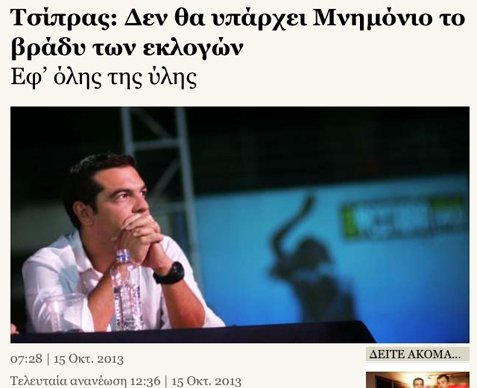 Τσίπρας: Δεν θα υπάρχει Μνημόνιο το
βράδυ των εκλογών
Εφ’ όλης της ύλης
07:28 | 15 Οκτ. 2013
Τελευταία ανανέωση 12:36 | 15 Οκτ. 2013
ΔΕΙΤΕ ΑΚΟΜΑ...